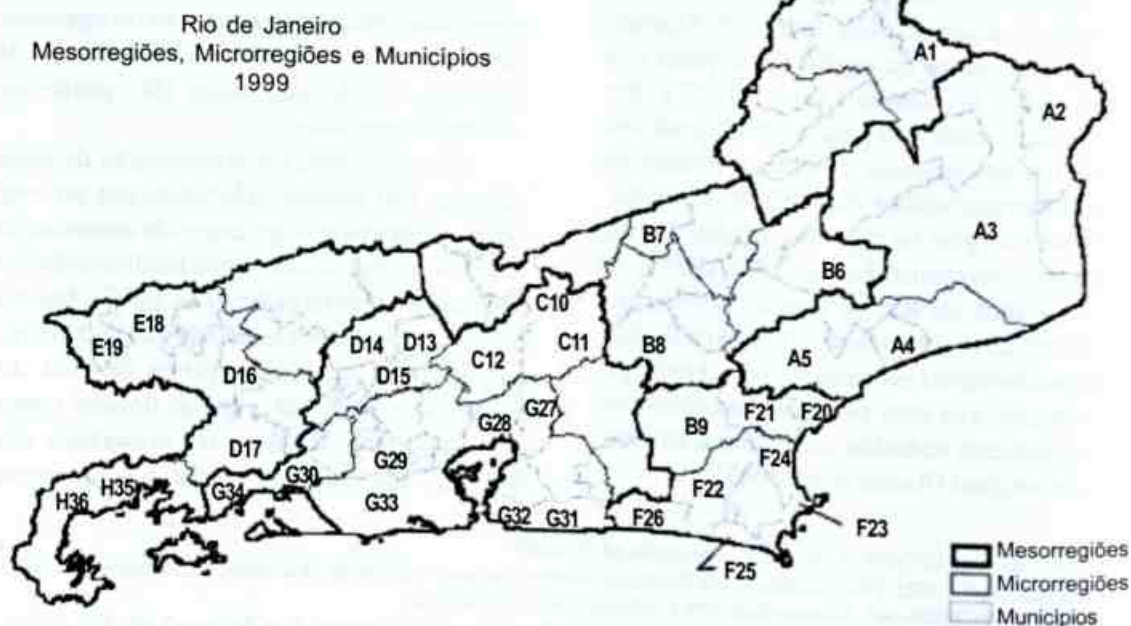 Rio de Janeiro
Mesorregiões, Microrregiões e Municípios
1999
A1
A2
A3
B7
B6
C10
E18
D14 D13
C11
B8
E19
C12
A5 A4
D16
D15
G27
F21 F20
G28
B9
D17
F24
G29
G30
H35
F22
H36
G34
G33
G32 G31
F26
F23
F25
Mesorregiões
Microrregiões
Municípios